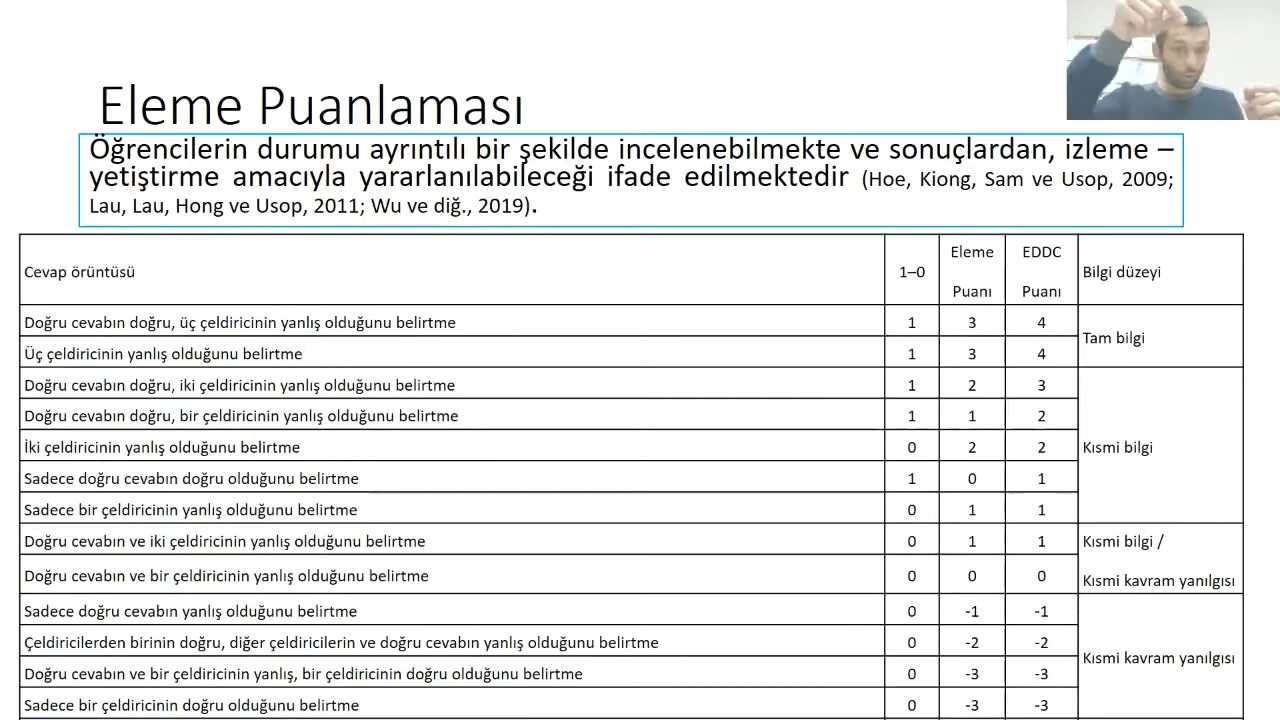 Eleme Puanlaması
Öğrencilerin durumu ayrıntılı bir şekilde incelenebilmekte ve sonuçlardan, izleme –
yetiştirme amacıyla yararlanılabileceği ifade edilmektedir (Hoe, Kiong, Sam ve Usop, 2009;
Lau, Lau, Hong ve Usop, 2011; Wu ve diğ., 2019).
Cevap örüntüsü 1–0 Eleme Puanı EDDC Puanı Bilgi düzeyi
Doğru cevabın doğru, üç çeldiricinin yanlış olduğunu belirtme 1 3 4 Tam bilgi
Üç çeldiricinin yanlış olduğunu belirtme 1 3 4
Doğru cevabın doğru, iki çeldiricinin yanlış olduğunu belirtme 1 2 3
Doğru cevabın doğru, bir çeldiricinin yanlış olduğunu belirtme 1 1 2
İki çeldiricinin yanlış olduğunu belirtme 0 2 2 Kısmi bilgi
Sadece doğru cevabın doğru olduğunu belirtme 1 0 1
Sadece bir çeldiricinin yanlış olduğunu belirtme 0 1 1
Doğru cevabın ve iki çeldiricinin yanlış olduğunu belirtme 0 1 1 Kısmi bilgi /
Doğru cevabın ve bir çeldiricinin yanlış olduğunu belirtme 0 0 0 Kısmi kavram yanılgısı
Sadece doğru cevabın yanlış olduğunu belirtme 0 -1 -1
Çeldiricilerden birinin doğru, diğer çeldiricilerin ve doğru cevabın yanlış olduğunu belirtme 0 -2 -2 Kısmi kavram yanılgısı
Doğru cevabın ve bir çeldiricinin yanlış, bir çeldiricinin doğru olduğunu belirtme 0 -3 -3
Sadece bir çeldiricinin doğru olduğunu belirtme 0 -3 -3